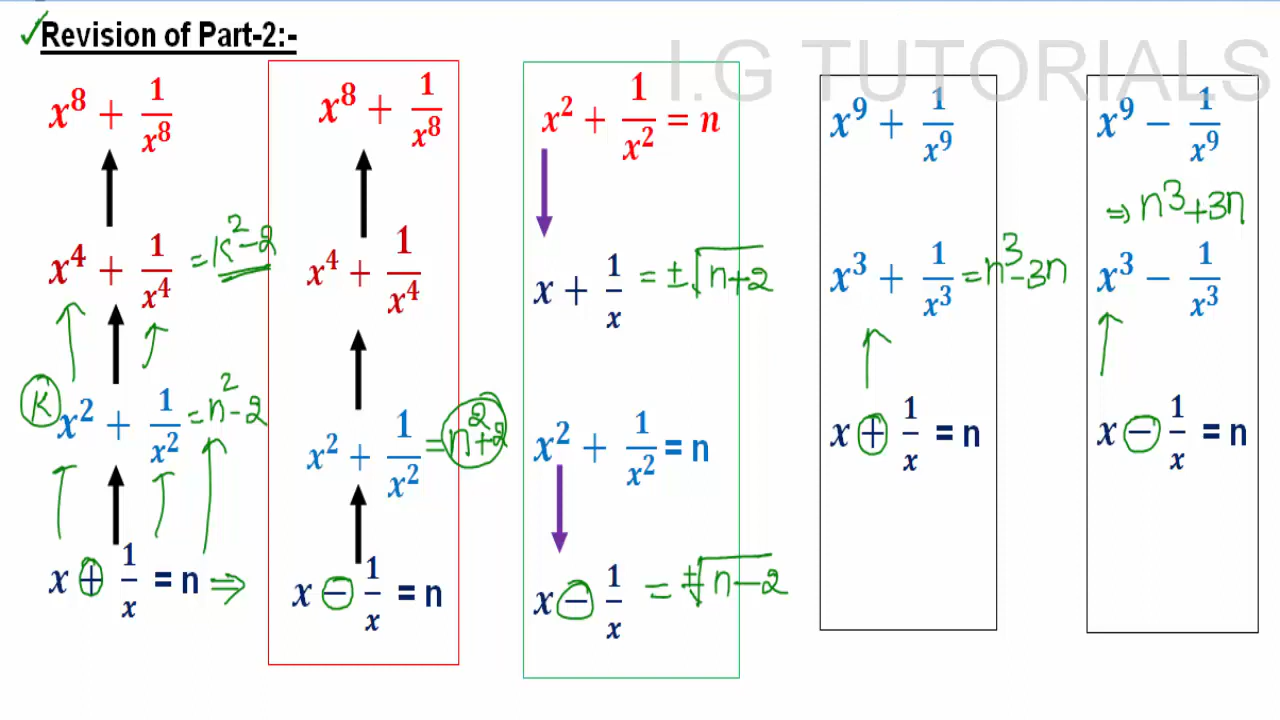 Revision of Part-2:-
I.G TUTORIALS
x⁸ + 1/x⁸
x⁴ + 1/x⁴ = K² - 2
K
x² + 1/x² = n² - 2
x + 1/x = n ⇒
x⁸ + 1/x⁸
x⁴ + 1/x⁴
x² + 1/x² = n² + 2
x − 1/x = n
x² + 1/x² = n
x + 1/x = ±√(n+2)
x² + 1/x² = n
x − 1/x = ±√(n−2)
x⁹ + 1/x⁹
x³ + 1/x³ = n³ - 3n
x + 1/x = n
x⁹ − 1/x⁹
⇒ n³ + 3n
x³ − 1/x³
x − 1/x = n